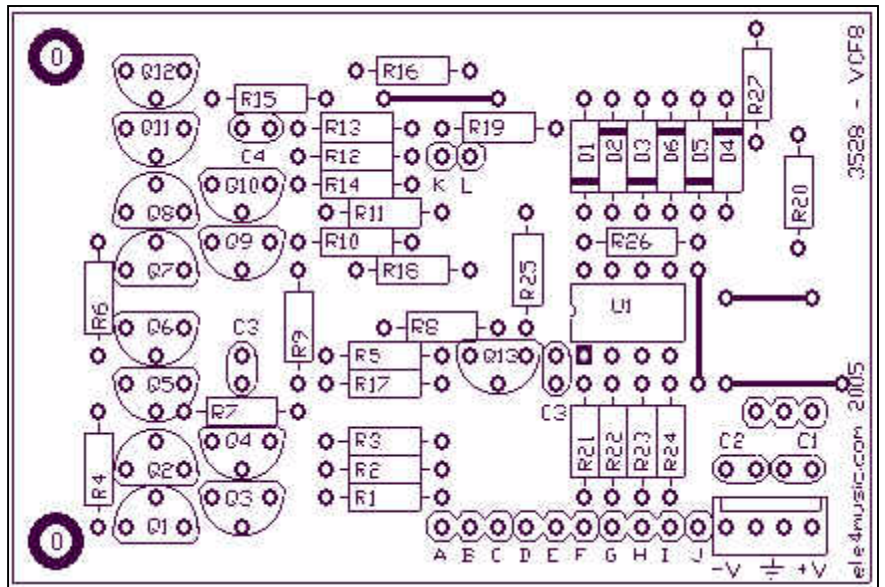 0
Q12
R16
R27
3528 - VCF8
R15
Q11
C4
R13
R19
D1
D2
D3
D6
D5
D4
R12
Q10
R14
K L
R20
Q8
R11
Q9
R10
R26
Q7
R18
R25
R6
U1
Q6
C3
R9
R8
R5
Q13
Q5
R17
R7
C3
ele4music.com 2005
R4
Q4
R3
R21
R22
R23
R24
C2
C1
Q2
R2
Q3
R1
Q1
0
A B C D E F G H I J
-V +V